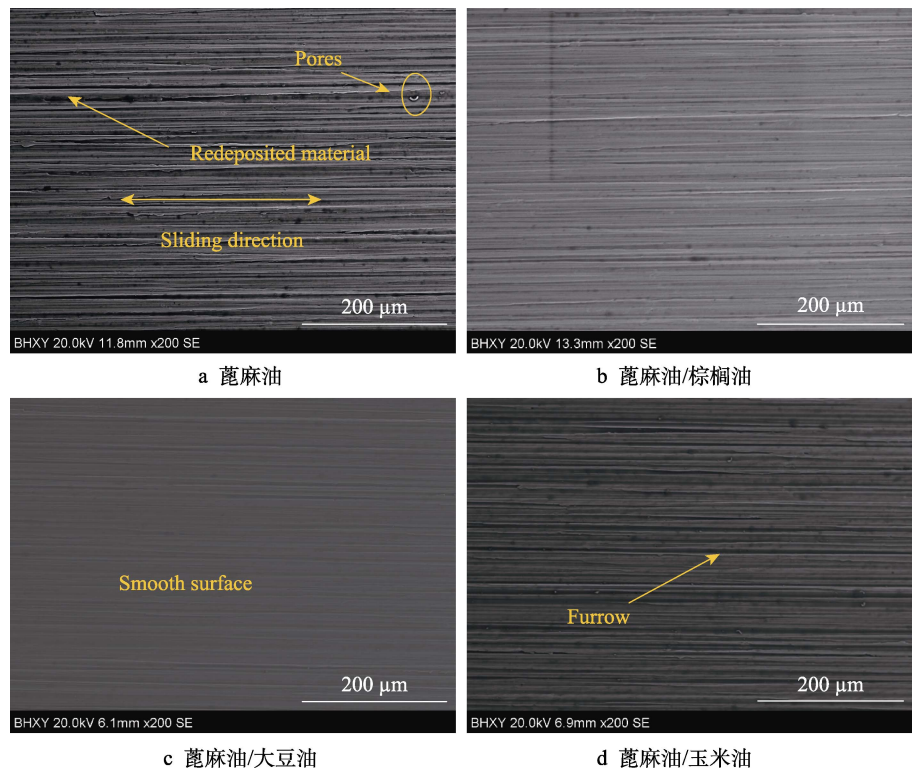 Pores
Redeposited material
Sliding direction
200 μm
BHXY 20.0kV 11.8mm x200 SE
200 μm
BHXY 20.0kV 13.3mm x200 SE
a 蓖麻油
b 蓖麻油/棕榈油
Smooth surface
200 μm
BHXY 20.0kV 6.1mm x200 SE
Furrow
200 μm
BHXY 20.0kV 6.9mm x200 SE
c 蓖麻油/大豆油
d 蓖麻油/玉米油